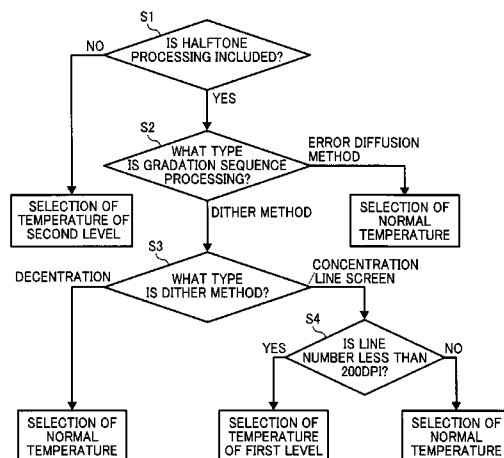 S1
IS HALFTONE
PROCESSING INCLUDED?
NO
YES
S2
WHAT TYPE
IS GRADATION SEQUENCE
PROCESSING?
ERROR DIFFUSION
METHOD
SELECTION OF
TEMPERATURE OF
SECOND LEVEL
DITHER METHOD
SELECTION OF
NORMAL
TEMPERATURE
S3
DECENTRATION
WHAT TYPE
IS DITHER METHOD?
CONCENTRATION
LINE SCREEN
S4
YES
IS LINE
NUMBER LESS THAN
200DPI?
NO
SELECTION OF
NORMAL
TEMPERATURE
SELECTION OF
TEMPERATURE
OF FIRST LEVEL
SELECTION OF
NORMAL
TEMPERATURE